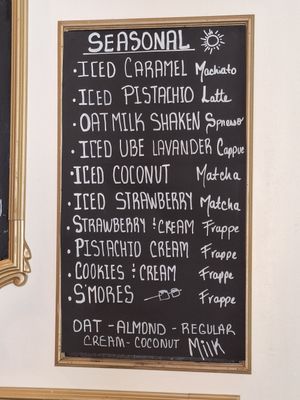 SEASONAL
· ICED CARAMEL Machiato
· ICED PISTACHIO Latte
· OATMILK SHAKEN Spresso
· ICED UBE LAVANDER Cappuc
· ICED COCONUT Matcha
· ICED STRAWBERRY Matcha
· STRAWBERRY & CREAM Frappe
· PISTACHIO CREAM Frappe
· COOKIES & CREAM Frappe
· S'MORES Frappe
OAT - ALMOND - REGULAR
CREAM - COCONUT Milk